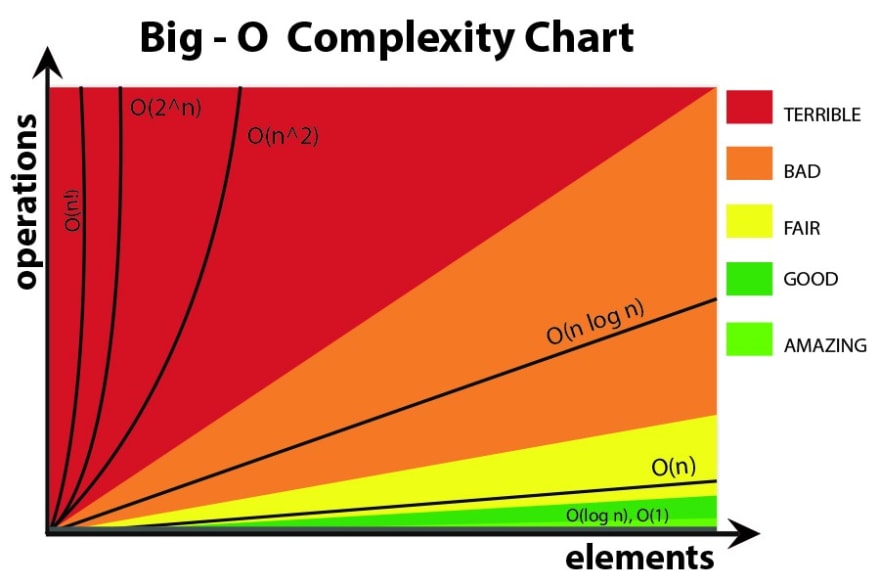 Big - O Complexity Chart
operations
O(n!)
O(2^n)
O(n^2)
O(n log n)
O(n)
O(log n), O(1)
elements
TERRIBLE
BAD
FAIR
GOOD
AMAZING